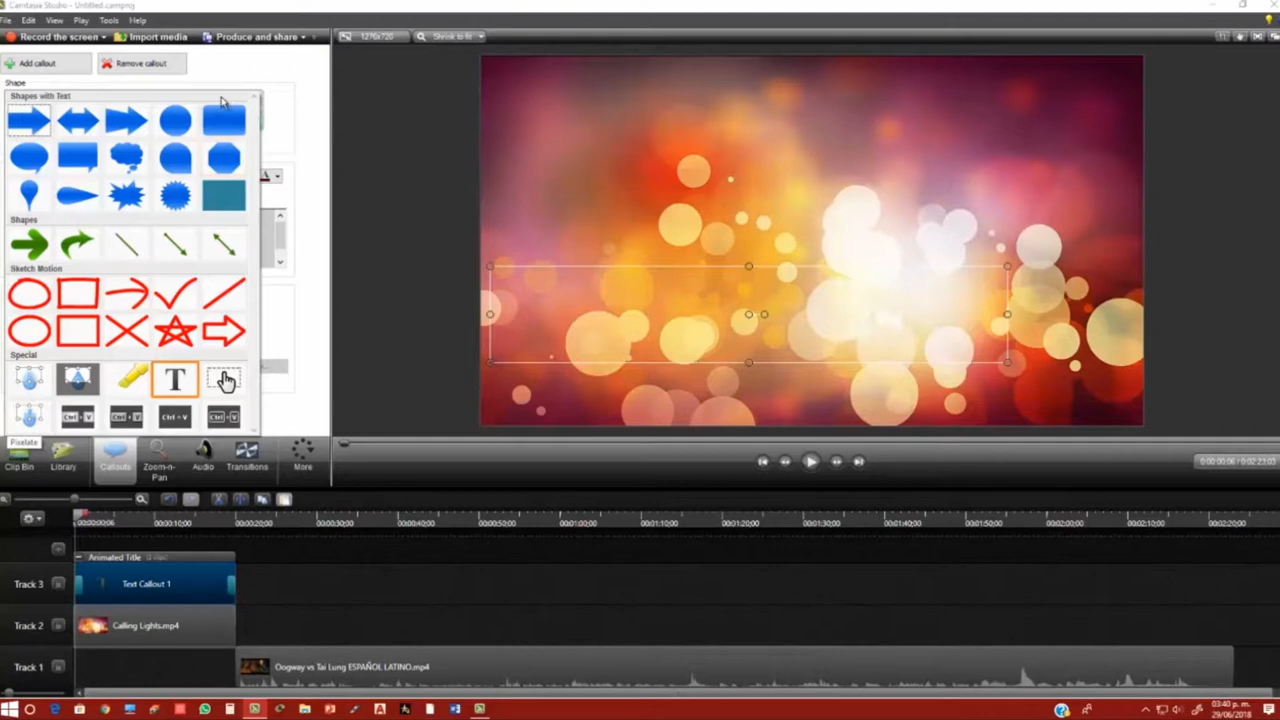 Camtasia Studio - Untitled.camproj
File Edit View Play Tools Help
Record the screen Import media Produce and share
1276x720 Shrink to fit
Add callout Remove callout
Shape
Shapes with Text
A
Shapes
Sketch Motion
Special
T
Ctrl+V Ctrl+V Ctrl+V Ctrl+V
Pixelate
Clip Bin Library Callouts Zoom-n-Pan Audio Transitions More
0:00:00;06 / 0:02:23;03
00:00:00;06 00:00:10;00 00:00:20;00 00:00:30;00 00:00:40;00 00:00:50;00 00:01:00;00 00:01:10;00 00:01:20;00 00:01:30;00 00:01:40;00 00:01:50;00 00:02:00;00 00:02:10;00 00:02:20;00
Animated Title
Track 3 Text Callout 1
Track 2 Calling Lights.mp4
Track 1 Oogway vs Tai Lung ESPAÑOL LATINO.mp4
03:40 p. m.
29/06/2018